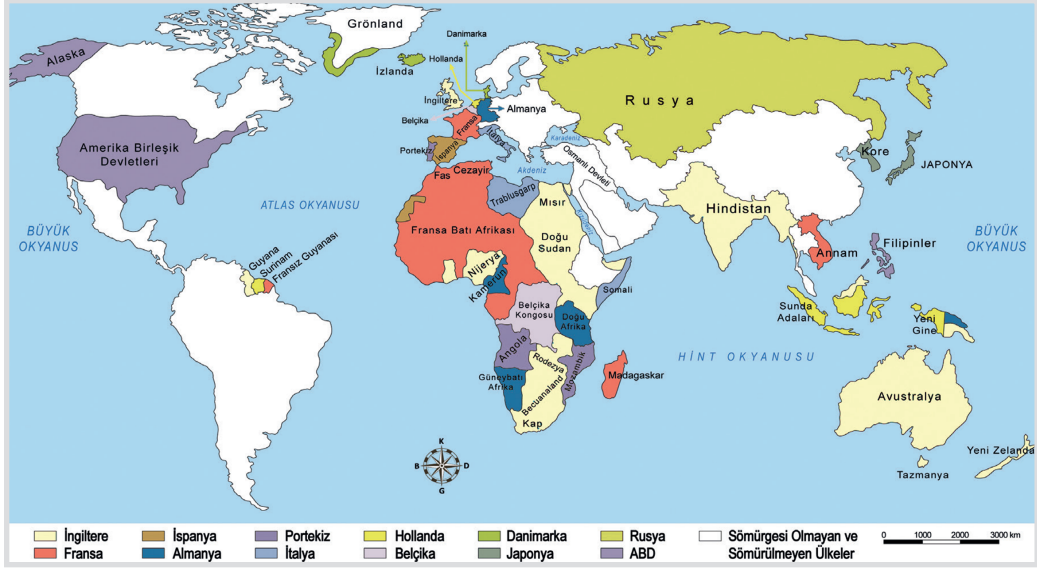 Grönland
Danimarka
Alaska
Hollanda
İzlanda
Rusya
İngiltere
Almanya
Belçika
Fransa
İtalya
Karadeniz
Amerika Birleşik
Devletleri
Portekiz
İspanya
Kore
JAPONYA
Osmanlı Devleti
Akdeniz
Fas
Cezayir
Trablusgarp
Mısır
Hindistan
ATLAS OKYANUSU
BÜYÜK
OKYANUS
Fransa Batı Afrikası
Doğu
Sudan
Annam
Filipinler
BÜYÜK
OKYANUS
Guyana
Surinam
Fransız Guyanası
Nijerya
Kamerun
Somali
Belçika
Kongosu
Doğu
Afrika
Sunda
Adaları
Yeni
Gine
Angola
Rodezya
Mozambik
HİNT OKYANUSU
Güneybatı
Afrika
Becuanaland
Madagaskar
Kap
Avustralya
Yeni Zelanda
Tazmanya
K
B
D
G
İngiltere
İspanya
Portekiz
Hollanda
Danimarka
Rusya
Sömürgesi Olmayan ve
Sömürülmeyen Ülkeler
Fransa
Almanya
İtalya
Belçika
Japonya
ABD
0 1000 2000 3000 km